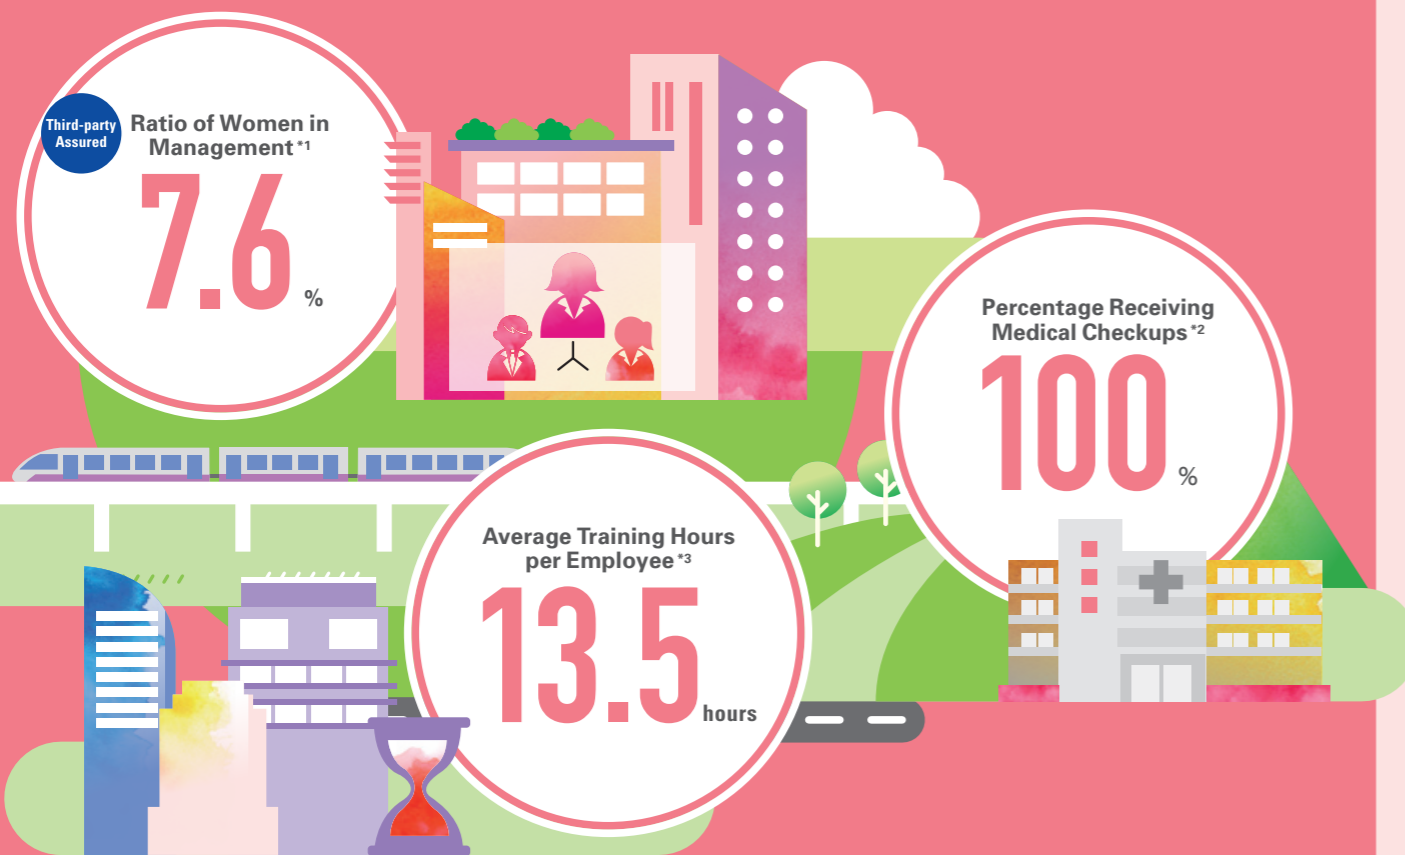 Third-party
Assured
Ratio of Women in
Management *1
7.6
%
Percentage Receiving
Medical Checkups *2
100
%
Average Training Hours
per Employee *3
13.5
hours